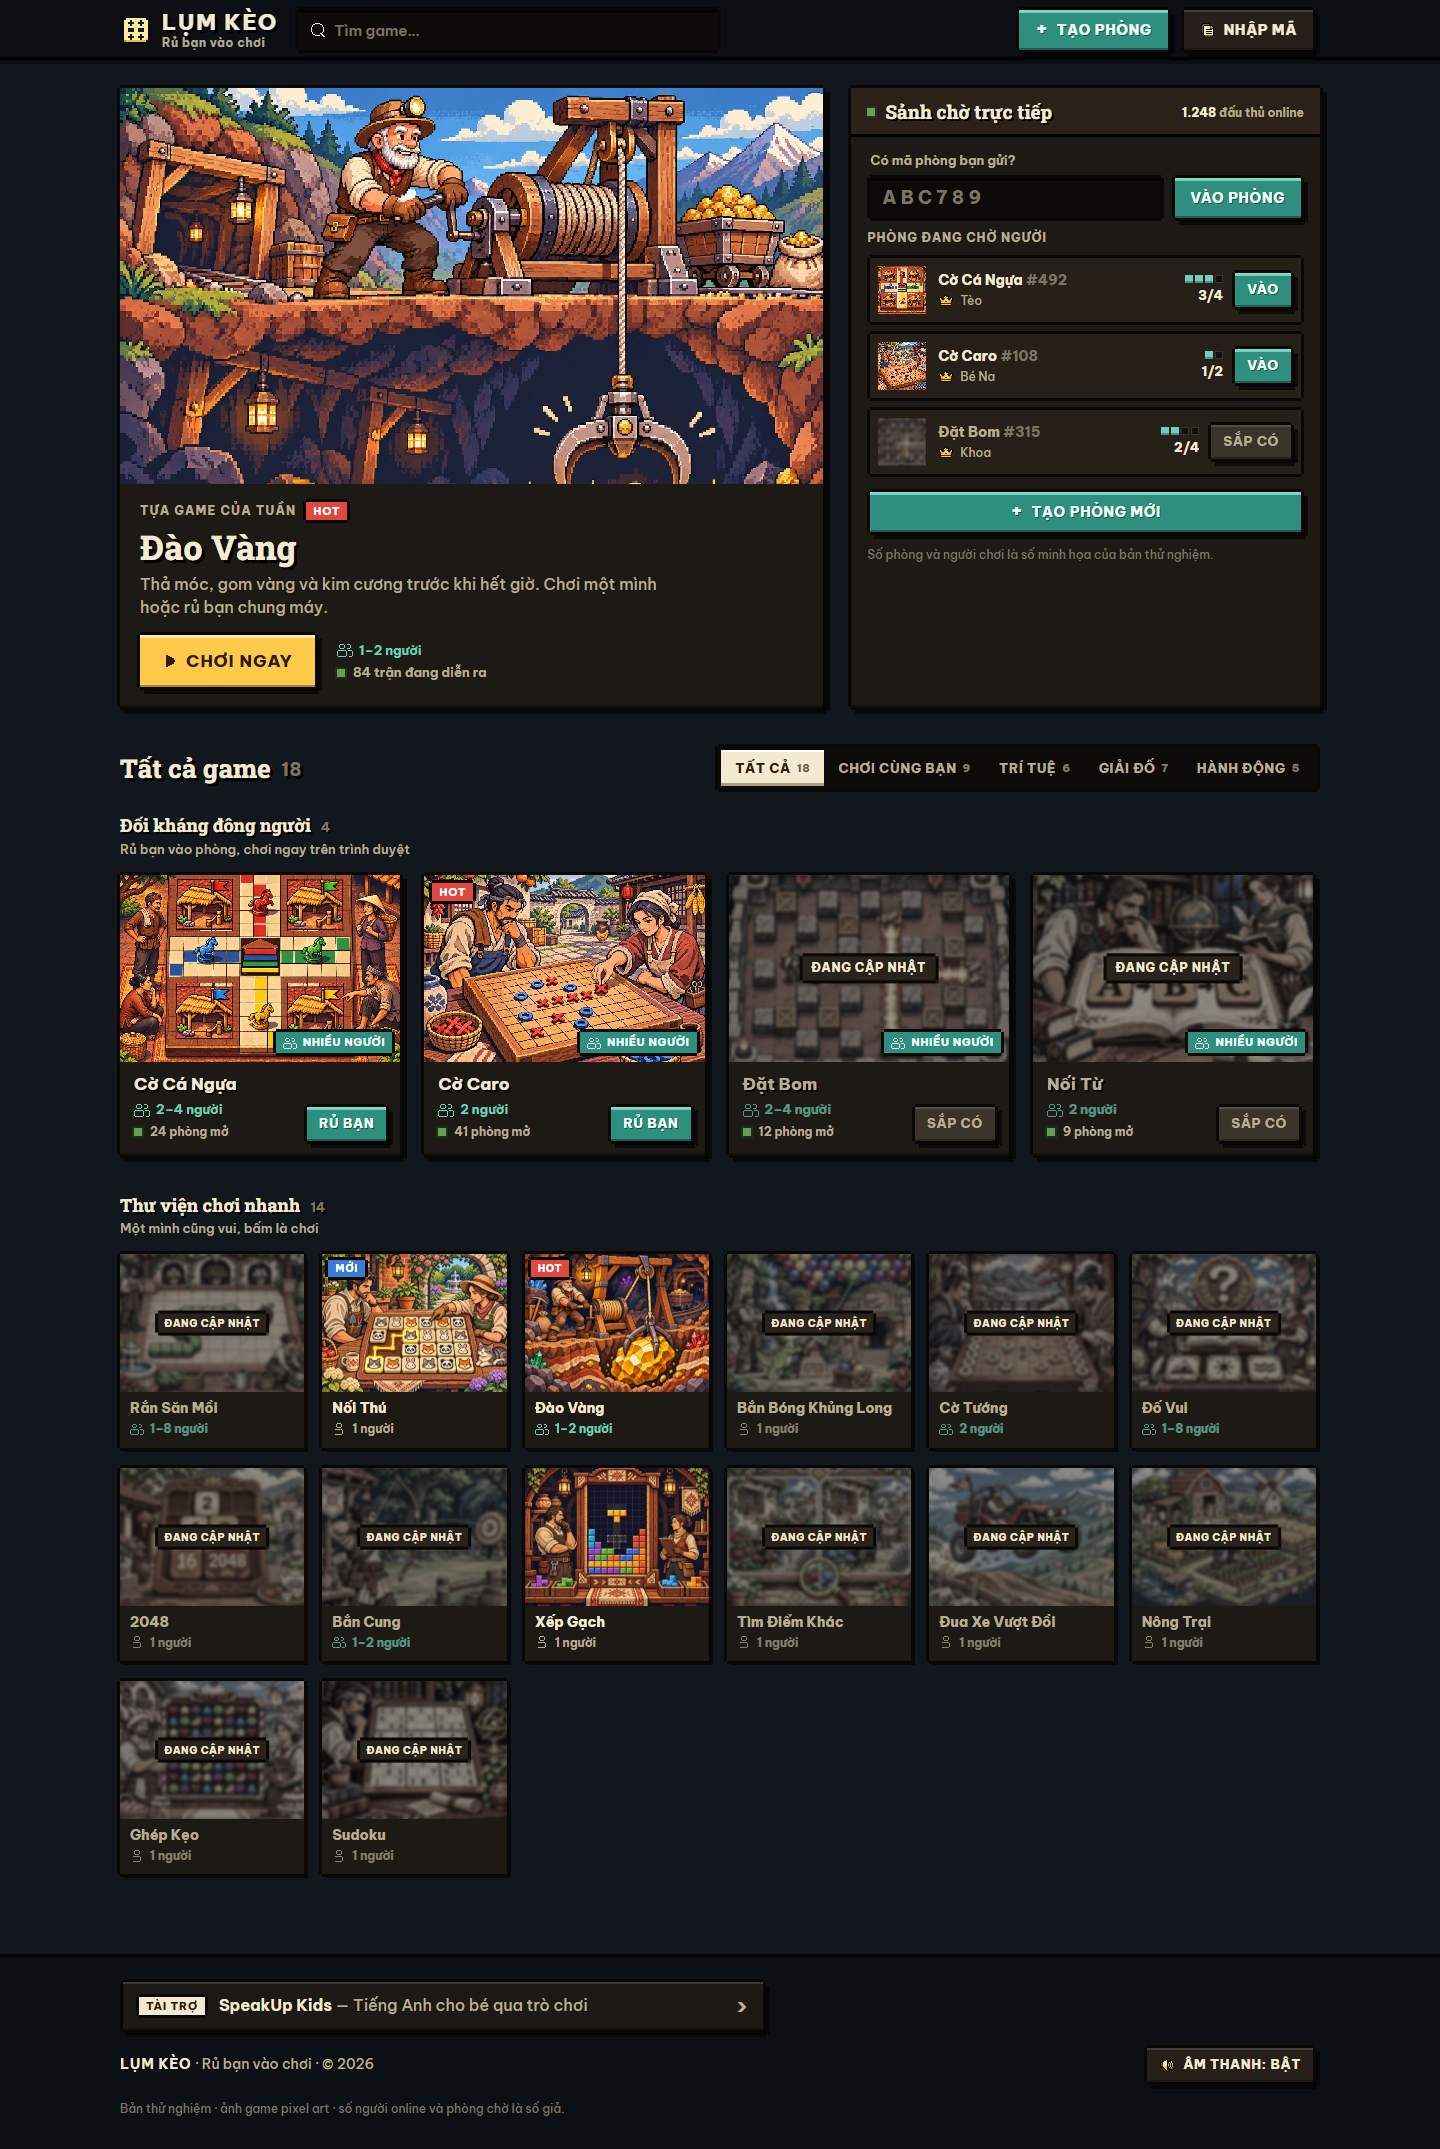 LỤM KÈO
Rủ bạn vào chơi
Tìm game...
+ TẠO PHÒNG
NHẬP MÃ
Sảnh chờ trực tiếp
1.248 đấu thủ online
Có mã phòng bạn gửi?
ABC789
VÀO PHÒNG
PHÒNG ĐANG CHỜ NGƯỜI
Cờ Cá Ngựa #492
Tèo
3/4
VÀO
Cờ Caro #108
Bé Na
1/2
VÀO
Đặt Bom #315
Khoa
2/4
SẮP CÓ
+ TẠO PHÒNG MỚI
Số phòng và người chơi là số minh họa của bản thử nghiệm.
TỰA GAME CỦA TUẦN HOT
Đào Vàng
Thả móc, gom vàng và kim cương trước khi hết giờ. Chơi một mình
hoặc rủ bạn chung máy.
CHƠI NGAY
1–2 người
84 trận đang diễn ra
Tất cả game 18
TẤT CẢ 18
CHƠI CÙNG BẠN 9
TRÍ TUỆ 6
GIẢI ĐỐ 7
HÀNH ĐỘNG 5
Đối kháng đông người 4
Rủ bạn vào phòng, chơi ngay trên trình duyệt
NHIỀU NGƯỜI
Cờ Cá Ngựa
2–4 người
24 phòng mở
RỦ BẠN
HOT
NHIỀU NGƯỜI
Cờ Caro
2 người
41 phòng mở
RỦ BẠN
ĐANG CẬP NHẬT
NHIỀU NGƯỜI
Đặt Bom
2–4 người
12 phòng mở
SẮP CÓ
A B C
ĐANG CẬP NHẬT
NHIỀU NGƯỜI
Nối Từ
2 người
9 phòng mở
SẮP CÓ
Thư viện chơi nhanh 14
Một mình cũng vui, bấm là chơi
ĐANG CẬP NHẬT
Rắn Săn Mồi
1–8 người
MỚI
Nối Thú
1 người
HOT
Đào Vàng
1–2 người
ĐANG CẬP NHẬT
Bắn Bóng Khủng Long
1 người
ĐANG CẬP NHẬT
Cờ Tướng
2 người
?
ĐANG CẬP NHẬT
Đố Vui
1–8 người
2
ĐANG CẬP NHẬT
16 2048
2048
1 người
ĐANG CẬP NHẬT
Bắn Cung
1–2 người
Xếp Gạch
1 người
ĐANG CẬP NHẬT
Tìm Điểm Khác
1 người
ĐANG CẬP NHẬT
Đua Xe Vượt Đồi
1 người
ĐANG CẬP NHẬT
Nông Trại
1 người
ĐANG CẬP NHẬT
Ghép Kẹo
1 người
ĐANG CẬP NHẬT
Sudoku
1 người
TÀI TRỢ SpeakUp Kids — Tiếng Anh cho bé qua trò chơi ›
LỤM KÈO · Rủ bạn vào chơi · © 2026
ÂM THANH: BẬT
Bản thử nghiệm · ảnh game pixel art · số người online và phòng chờ là số giả.